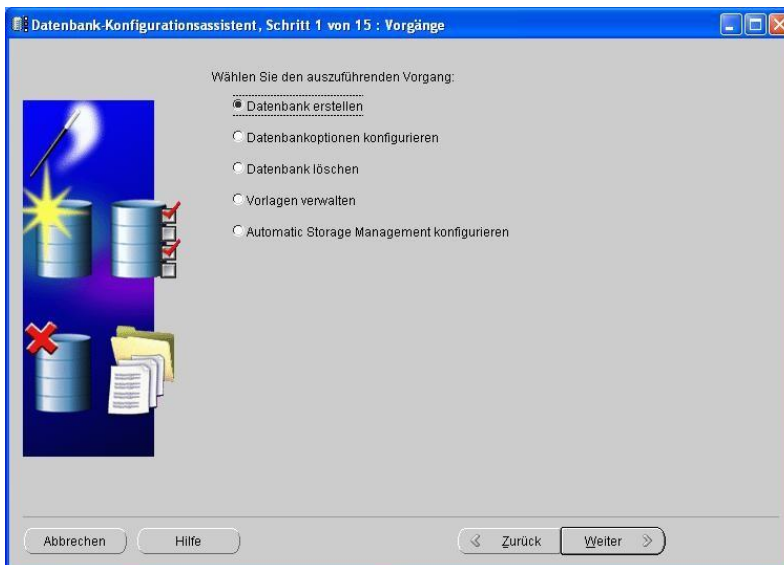 Datenbank-Konfigurationsassistent, Schritt 1 von 15 : Vorgänge
Wählen Sie den auszuführenden Vorgang:
Datenbank erstellen
Datenbankoptionen konfigurieren
Datenbank löschen
Vorlagen verwalten
Automatic Storage Management konfigurieren
Abbrechen
Hilfe
Zurück
Weiter